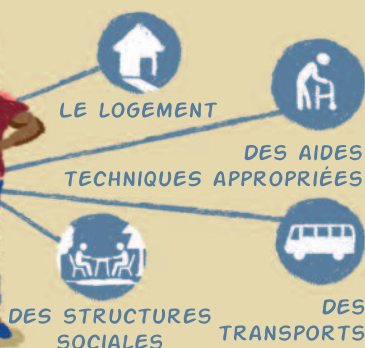 LE LOGEMENT
DES AIDES
TECHNIQUES APPROPRIÉES
DES STRUCTURES
SOCIALES
DES
TRANSPORTS